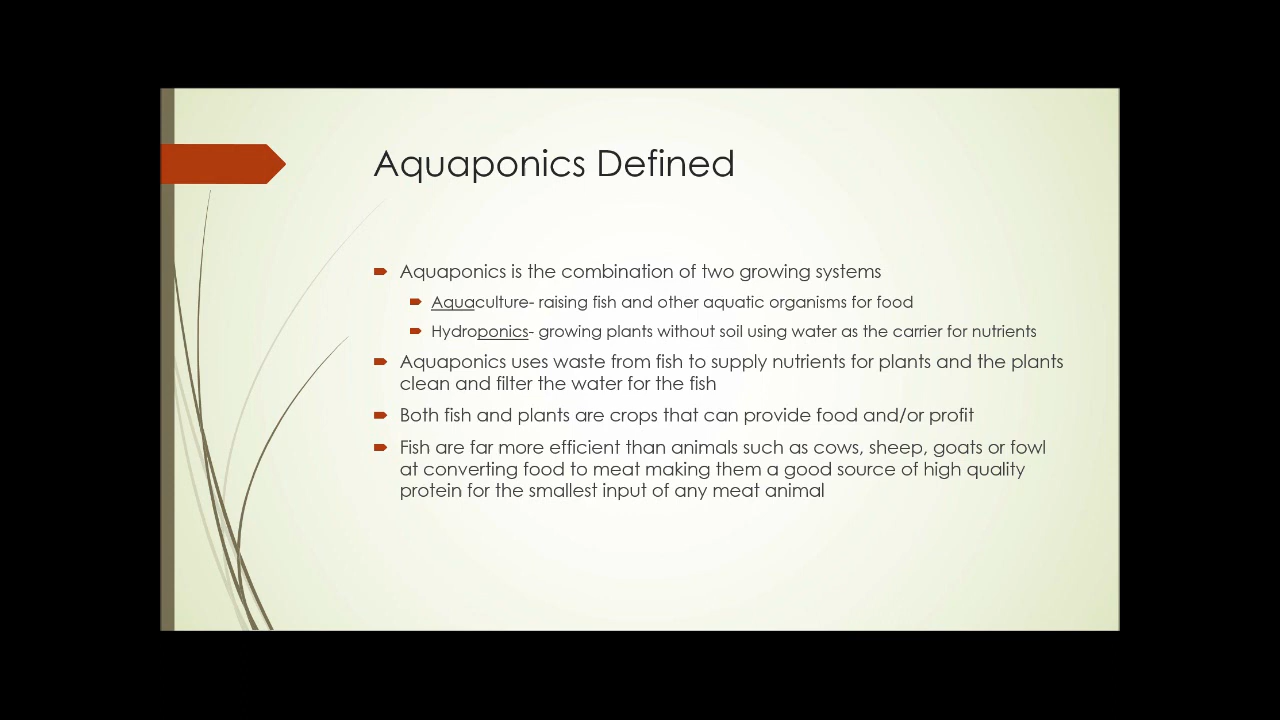 Aquaponics Defined
Aquaponics is the combination of two growing systems
Aquaculture- raising fish and other aquatic organisms for food
Hydroponics- growing plants without soil using water as the carrier for nutrients
Aquaponics uses waste from fish to supply nutrients for plants and the plants
clean and filter the water for the fish
Both fish and plants are crops that can provide food and/or profit
Fish are far more efficient than animals such as cows, sheep, goats or fowl
at converting food to meat making them a good source of high quality
protein for the smallest input of any meat animal